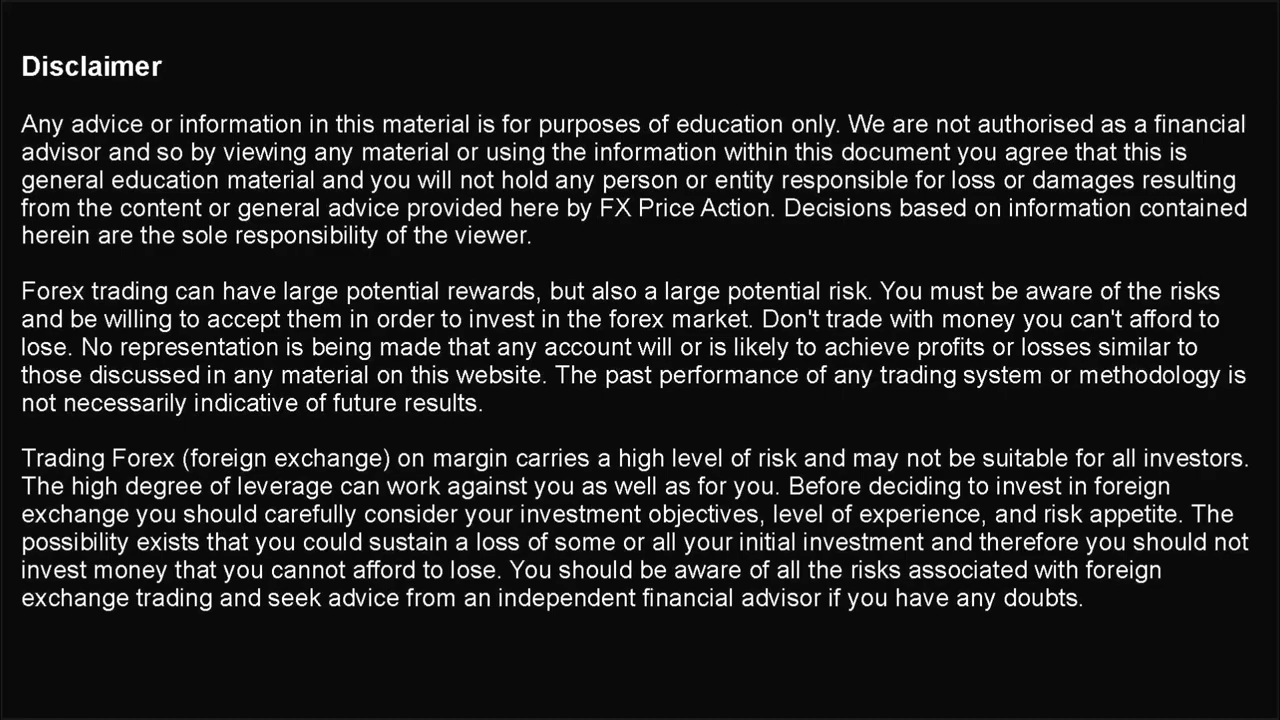 Disclaimer
Any advice or information in this material is for purposes of education only. We are not authorised as a financial
advisor and so by viewing any material or using the information within this document you agree that this is
general education material and you will not hold any person or entity responsible for loss or damages resulting
from the content or general advice provided here by FX Price Action. Decisions based on information contained
herein are the sole responsibility of the viewer.
Forex trading can have large potential rewards, but also a large potential risk. You must be aware of the risks
and be willing to accept them in order to invest in the forex market. Don't trade with money you can't afford to
lose. No representation is being made that any account will or is likely to achieve profits or losses similar to
those discussed in any material on this website. The past performance of any trading system or methodology is
not necessarily indicative of future results.
Trading Forex (foreign exchange) on margin carries a high level of risk and may not be suitable for all investors.
The high degree of leverage can work against you as well as for you. Before deciding to invest in foreign
exchange you should carefully consider your investment objectives, level of experience, and risk appetite. The
possibility exists that you could sustain a loss of some or all your initial investment and therefore you should not
invest money that you cannot afford to lose. You should be aware of all the risks associated with foreign
exchange trading and seek advice from an independent financial advisor if you have any doubts.